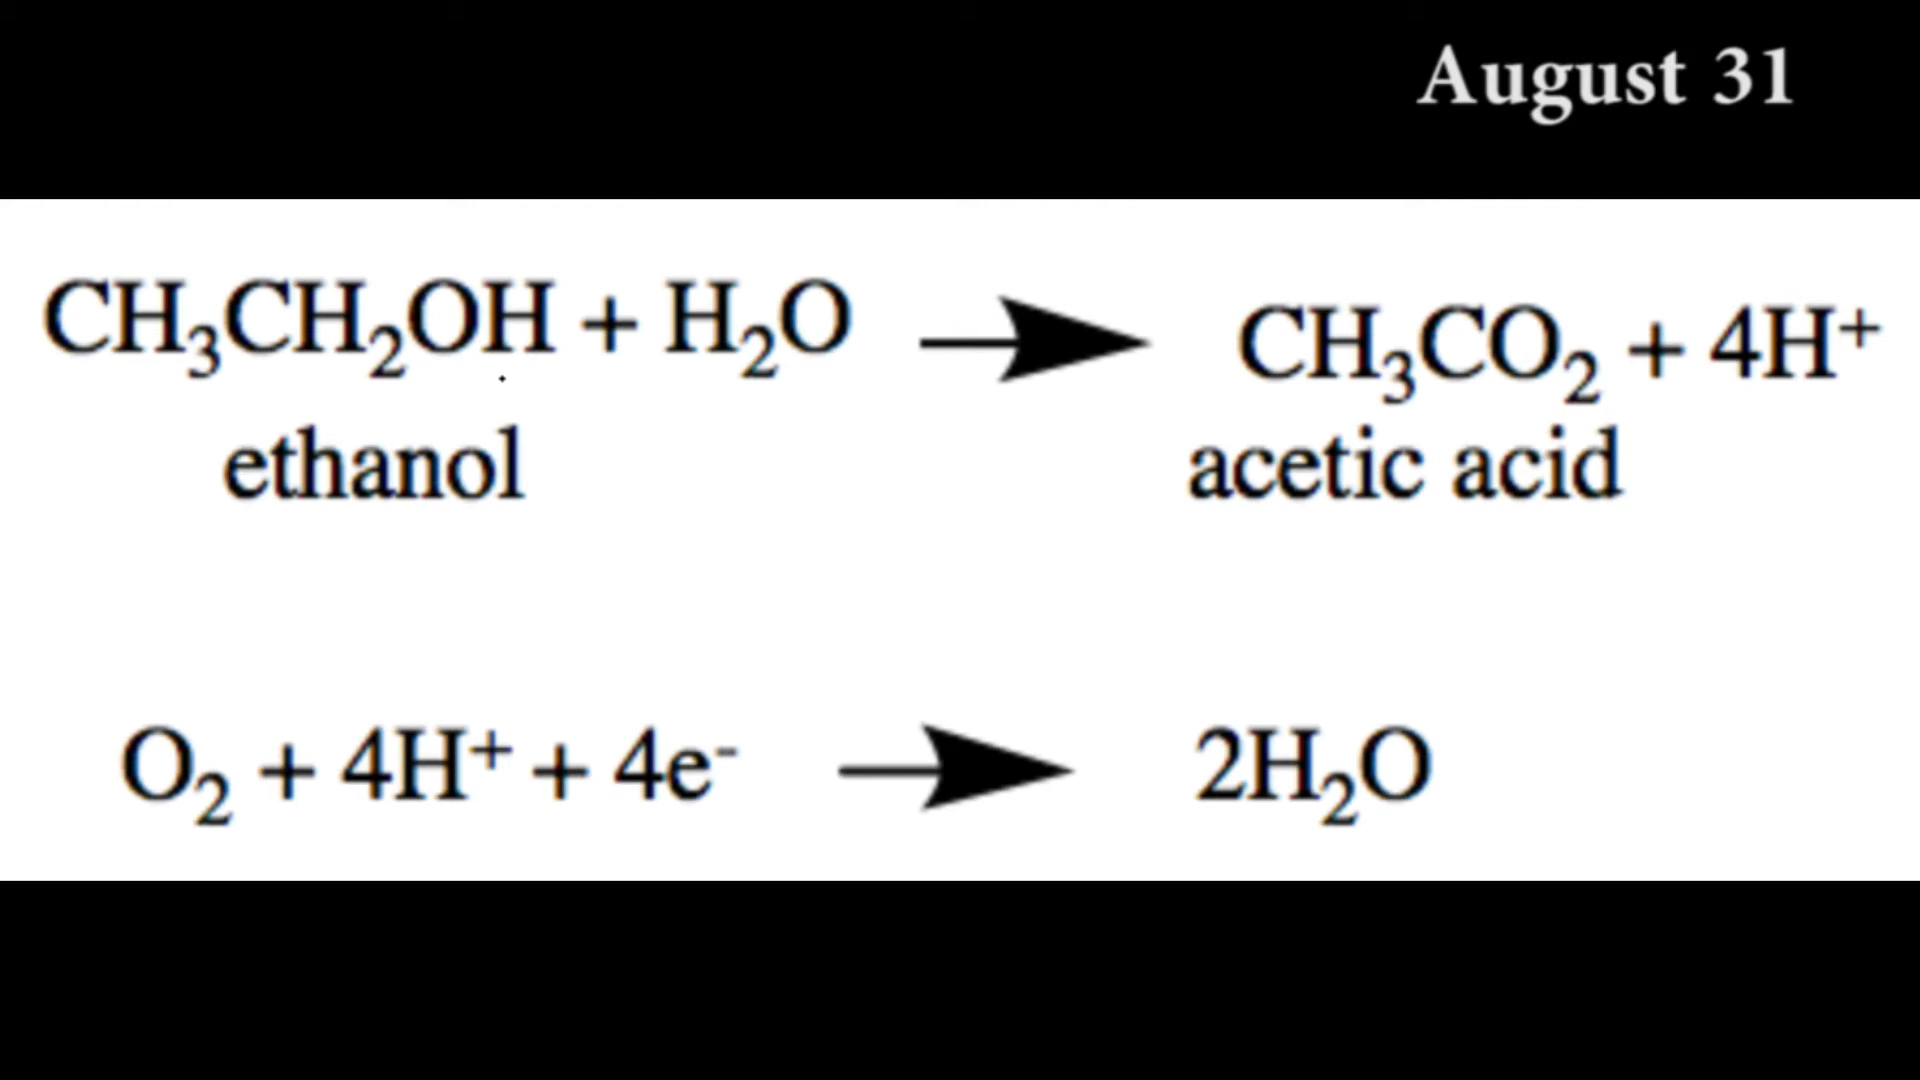 August 31
CH₃CH₂OH + H₂O → CH₃CO₂ + 4H⁺
ethanol acetic acid
O₂ + 4H⁺ + 4e⁻ → 2H₂O